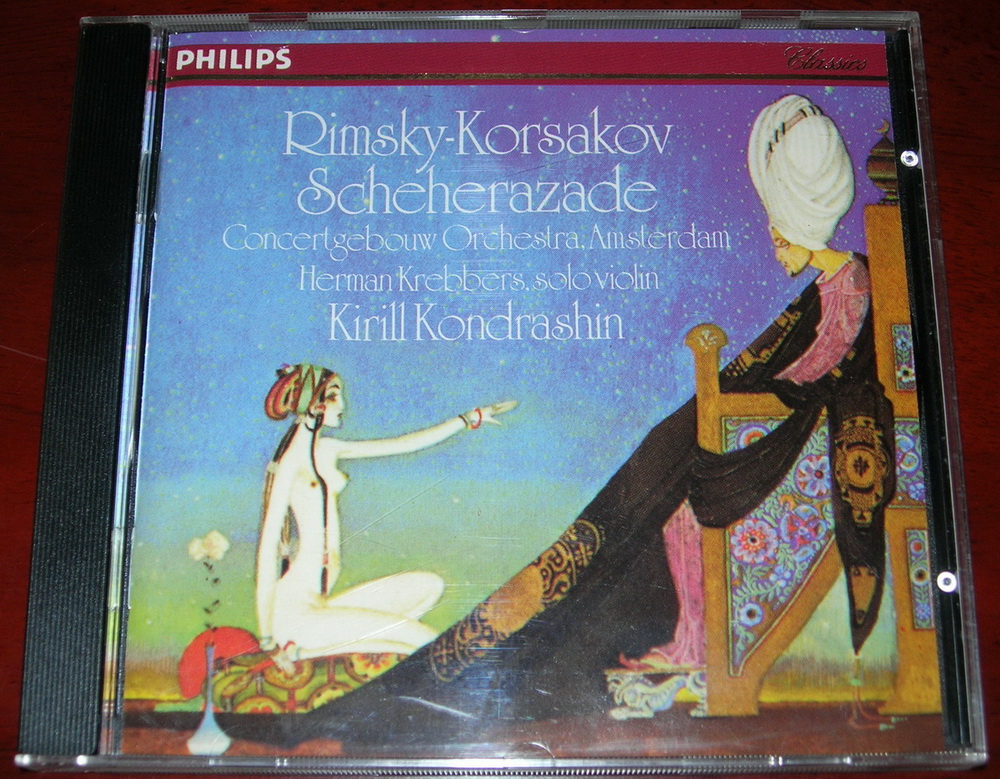 PHILIPS
Classics
Rimsky-Korsakov
Scheherazade
Concertgebouw Orchestra, Amsterdam
Herman Krebbers, solo violin
Kirill Kondrashin